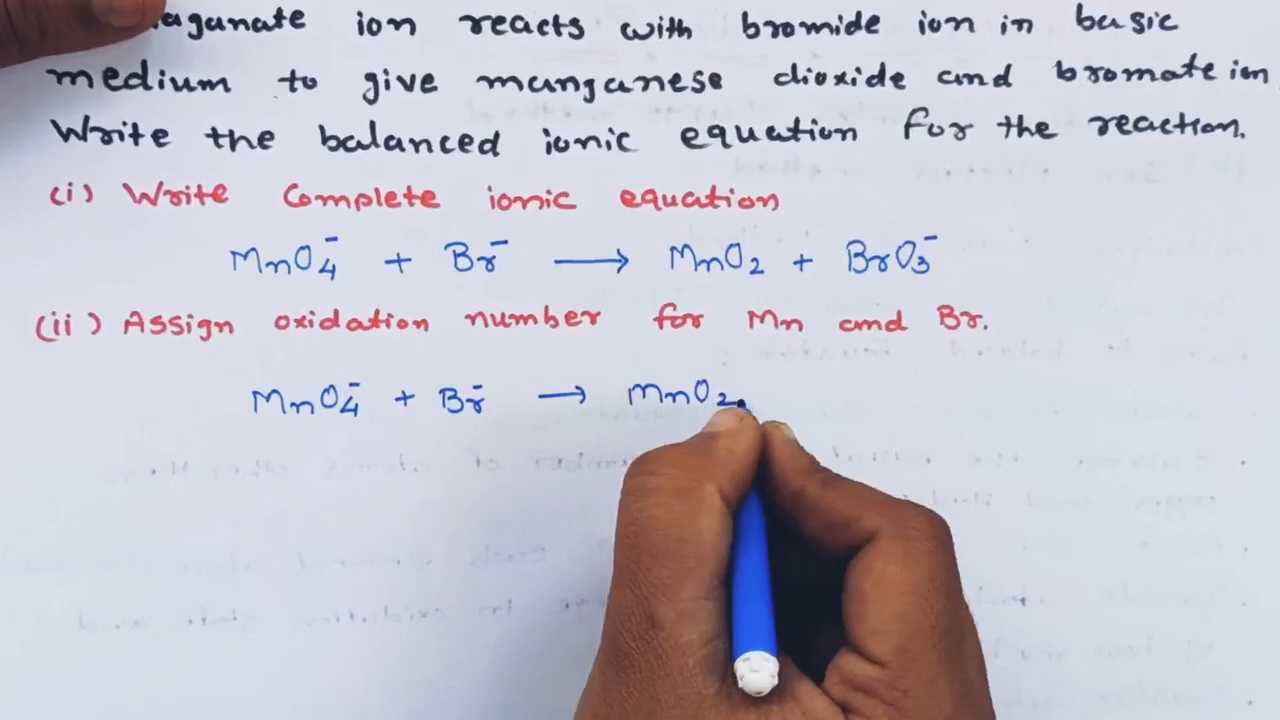 aganate ion reacts with bromide ion in basic
medium to give manganese dioxide and bromate ion
Write the balanced ionic equation for the reaction.
(i) Write Complete ionic equation
MnO₄⁻ + Br⁻ → MnO₂ + BrO₃⁻
(ii) Assign oxidation number for Mn and Br.
MnO₄⁻ + Br⁻ → MnO₂